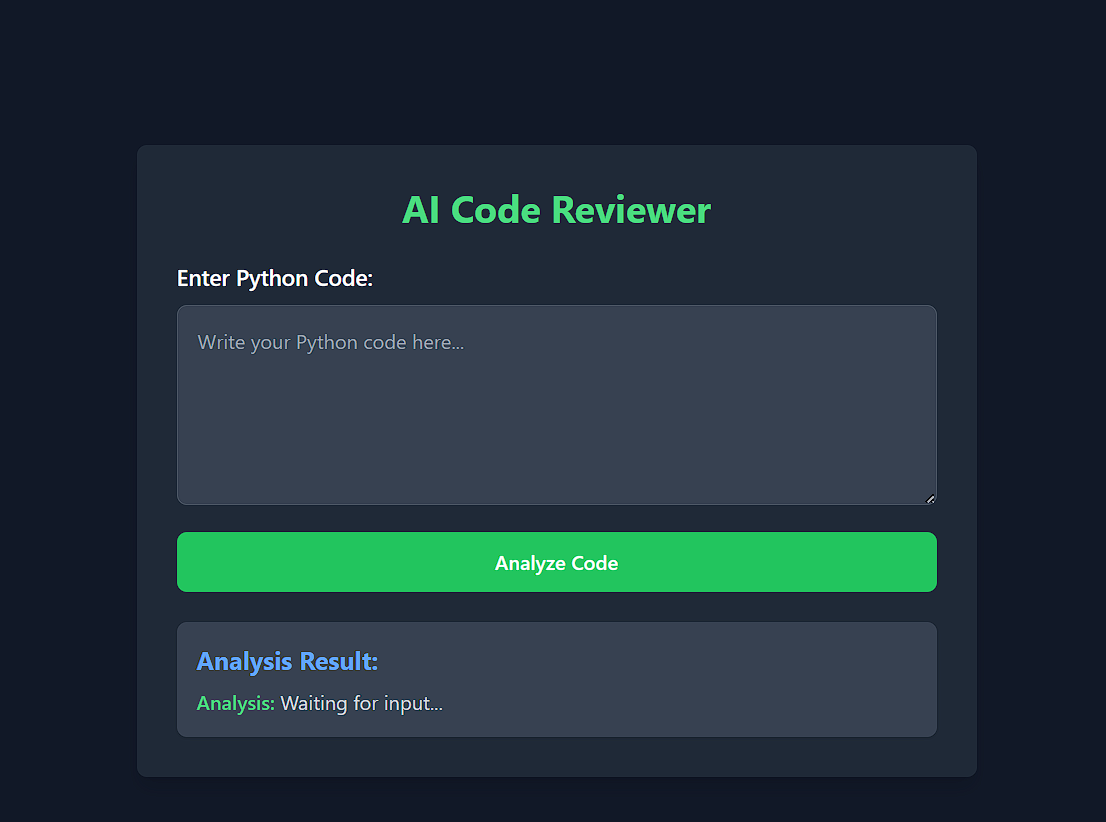 AI Code Reviewer
Enter Python Code:
Write your Python code here...
Analyze Code
Analysis Result:
Analysis: Waiting for input...